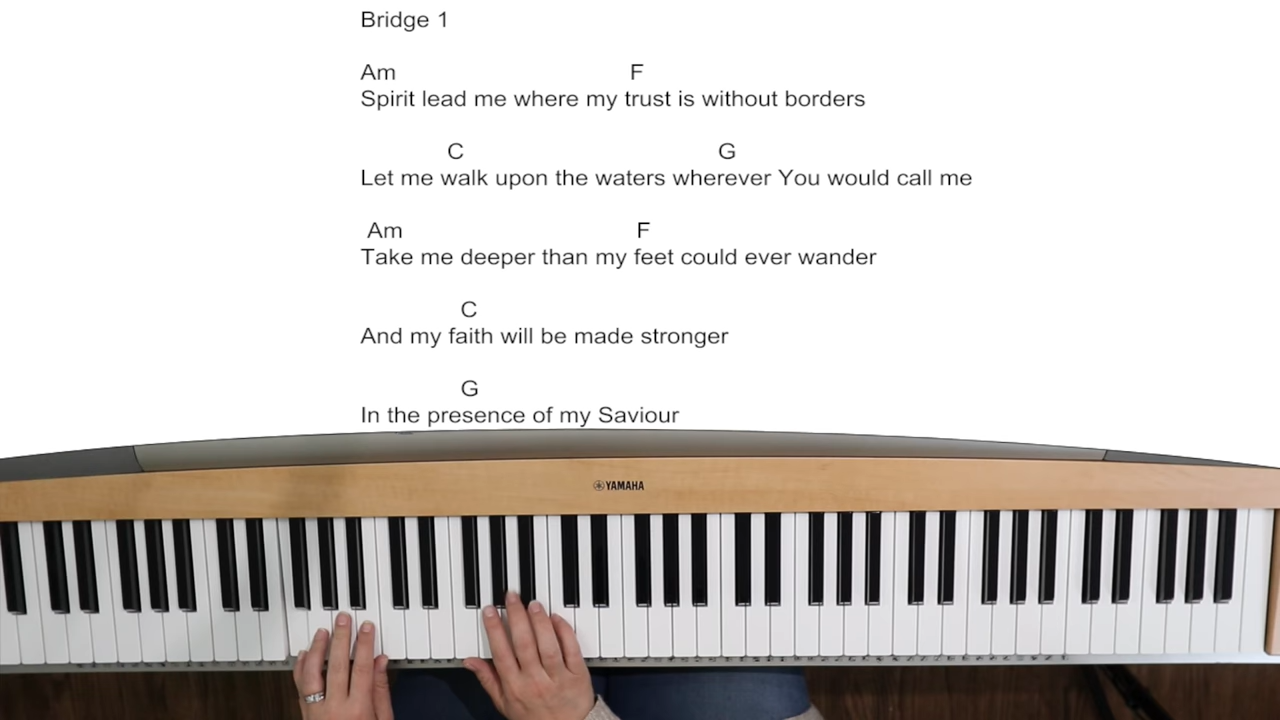 Bridge 1
Am F
Spirit lead me where my trust is without borders
C G
Let me walk upon the waters wherever You would call me
Am F
Take me deeper than my feet could ever wander
C
And my faith will be made stronger
G
In the presence of my Saviour
YAMAHA